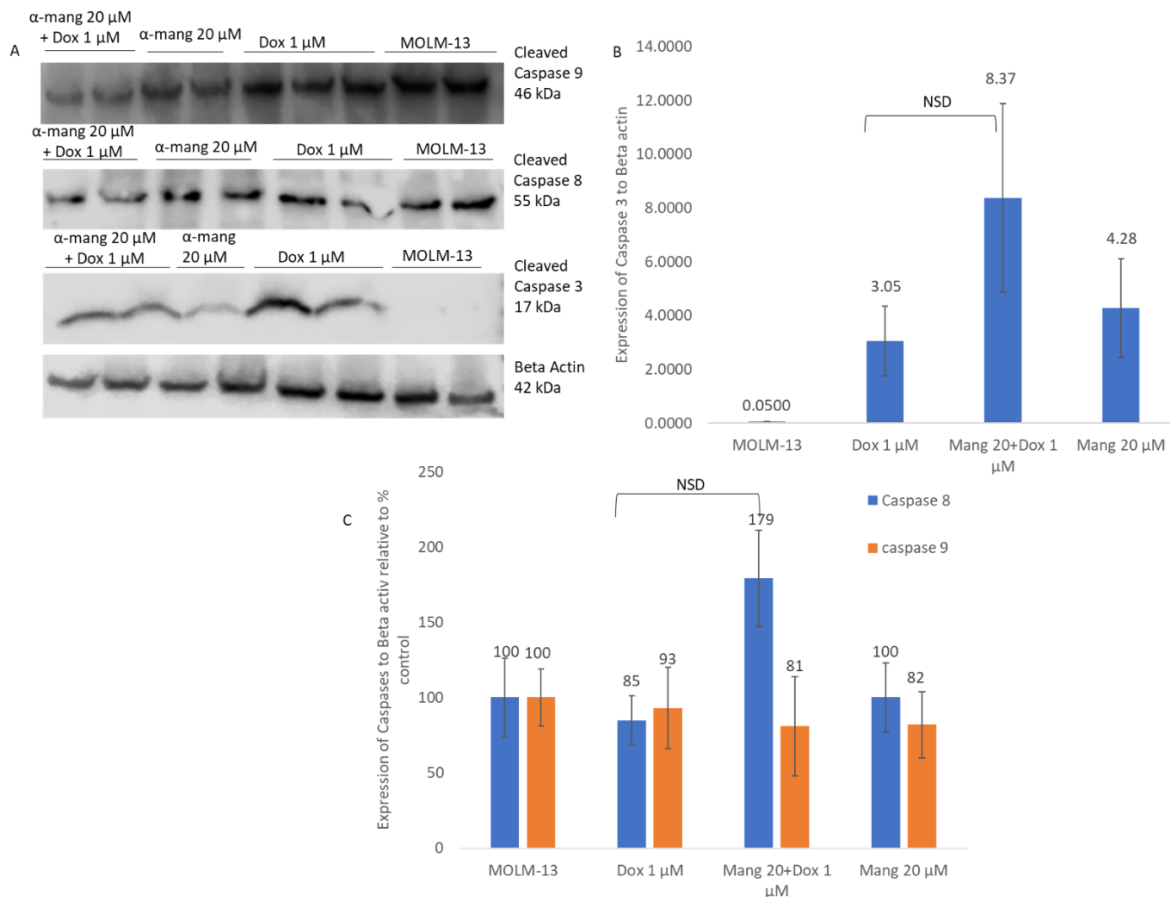 A
α-mang 20 µM
+ Dox 1 µM
α-mang 20 µM
Dox 1 µM
MOLM-13
Cleaved
Caspase 9
46 kDa
α-mang 20 µM
+ Dox 1 µM
α-mang 20 µM
Dox 1 µM
MOLM-13
Cleaved
Caspase 8
55 kDa
α-mang 20 µM
+ Dox 1 µM
α-mang
20 µM
Dox 1 µM
MOLM-13
Cleaved
Caspase 3
17 kDa
Beta Actin
42 kDa
B
Expression of Caspase 3 to Beta actin
14.0000
12.0000
10.0000
8.0000
6.0000
4.0000
2.0000
0.0000
NSD
0.0500
3.05
8.37
4.28
MOLM-13
Dox 1 µM
Mang 20+Dox 1
µM
Mang 20 µM
C
Expression of Caspases to Beta activ relative to %
control
250
200
150
100
50
0
NSD
100
100
85
93
179
81
100
82
MOLM-13
Dox 1 µM
Mang 20+Dox 1
µM
Mang 20 µM
Caspase 8
caspase 9